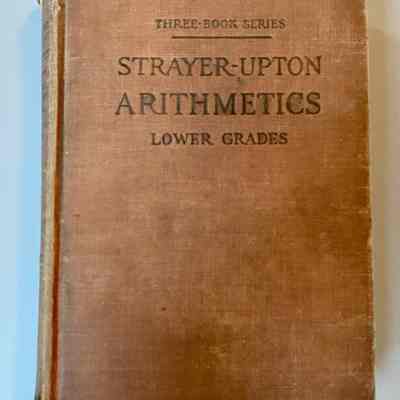 THREE-BOOK SERIES
STRAYER-UPTON
ARITHMETICS
LOWER GRADES